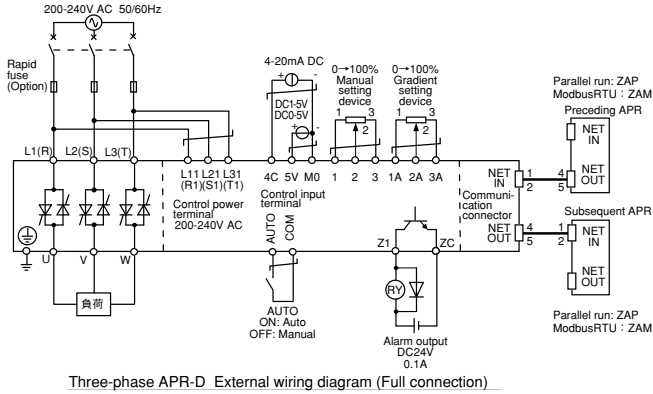 200-240V AC 50/60Hz
Rapid
fuse
(Option)
4-20mA DC
+ -
DC1-5V
DC0-5V
+ -
0→100%
Manual
setting
device
1 3
2
0→100%
Gradient
setting
device
1 3
2
Parallel run: ZAP
ModbusRTU : ZAM
Preceding APR
NET
IN
NET
OUT
L1(R) L2(S) L3(T)
L11 L21 L31
(R1)(S1)(T1)
Control power
terminal
200-240V AC
4C 5V M0 1 2 3 1A 2A 3A
Control input
terminal
AUTO
COM
Communi-
cation
connector
NET
IN
1 4
2 5
NET
OUT
4 1
5 2
Subsequent APR
NET
IN
NET
OUT
Parallel run: ZAP
ModbusRTU : ZAM
U V W
負荷
AUTO
ON: Auto
OFF: Manual
Z1 ZC
RY
Alarm output
DC24V
0.1A
Three-phase APR-D External wiring diagram (Full connection)